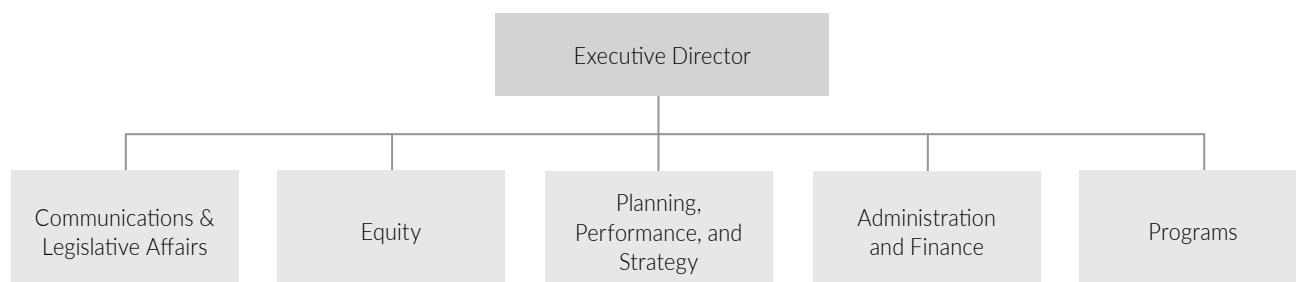 Executive Director
Communications &
Legislative Affairs
Equity
Planning,
Performance, and
Strategy
Administration
and Finance
Programs